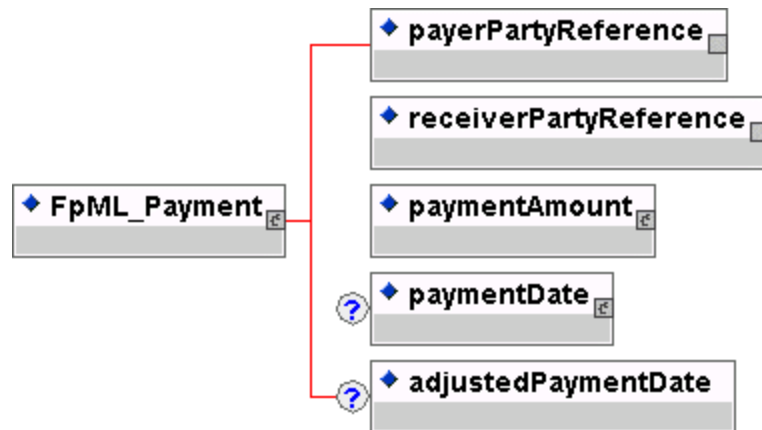 payerPartyReference
receiverPartyReference
FpML_Payment
paymentAmount
?
paymentDate
?
adjustedPaymentDate